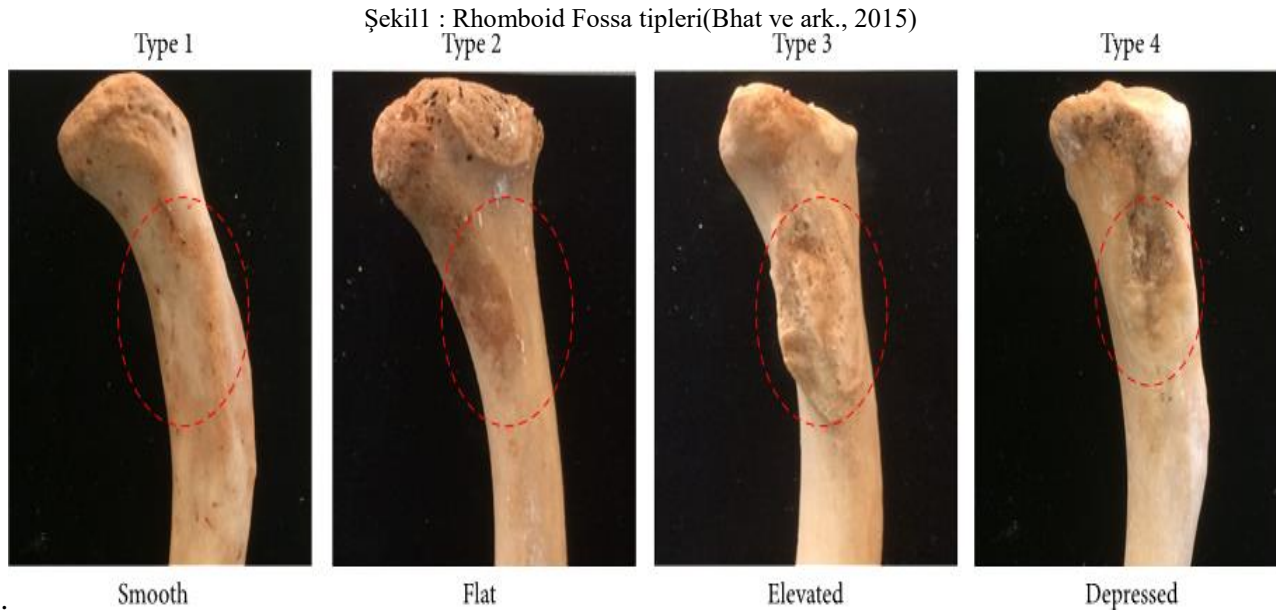 Şekil1 : Rhomboid Fossa tipleri(Bhat ve ark., 2015)
Type 1 Type 2 Type 3 Type 4
Smooth Flat Elevated Depressed
.